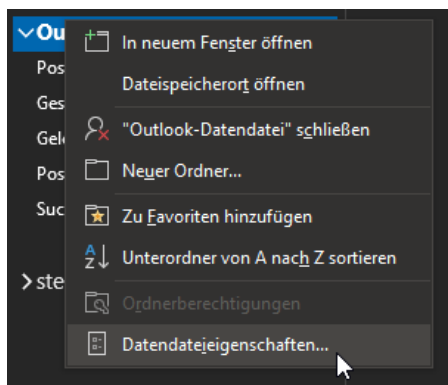 Ou
In neuem Fenster öffnen
Pos
Dateispeicherort öffnen
Ges
"Outlook-Datendatei" schließen
Gel
Neuer Ordner...
Pos
Zu Favoriten hinzufügen
Suc
Unterordner von A nach Z sortieren
ste
Ordnerberechtigungen
Datendateieigenschaften...